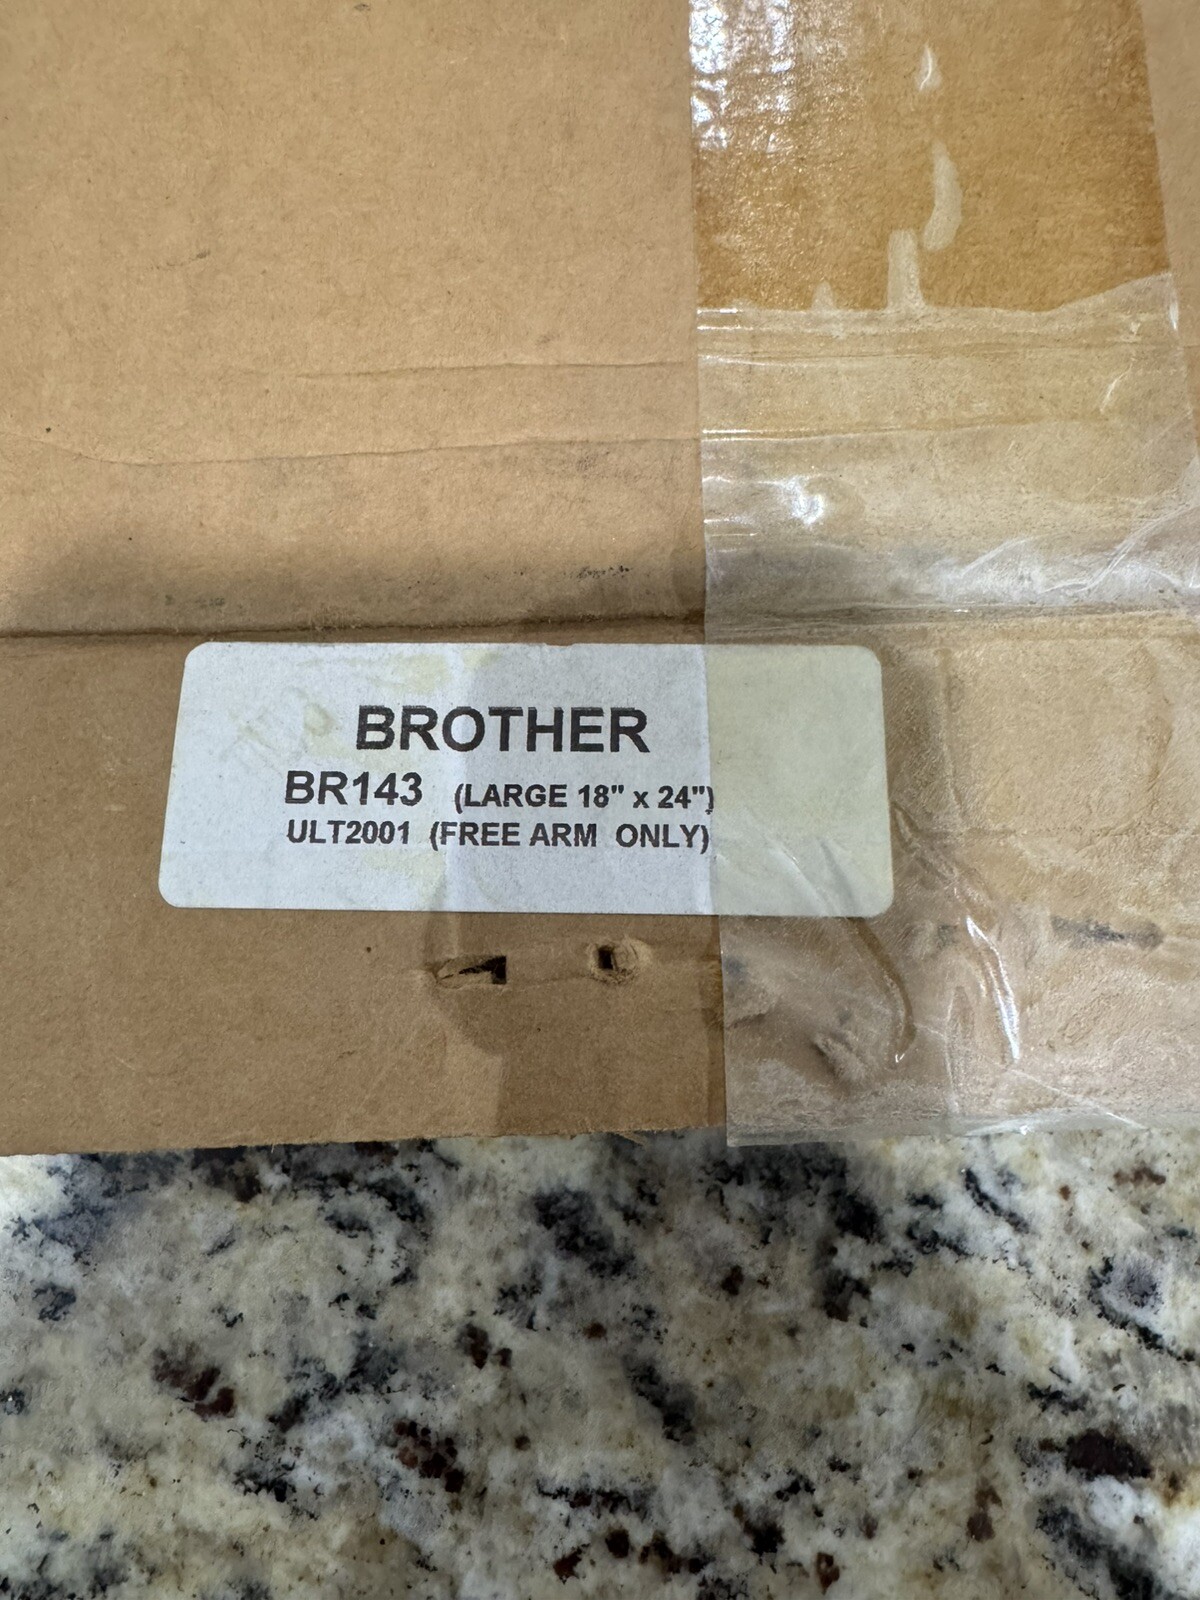 BROTHER
BR143 (LARGE 18" x 24")
ULT2001 (FREE ARM ONLY)